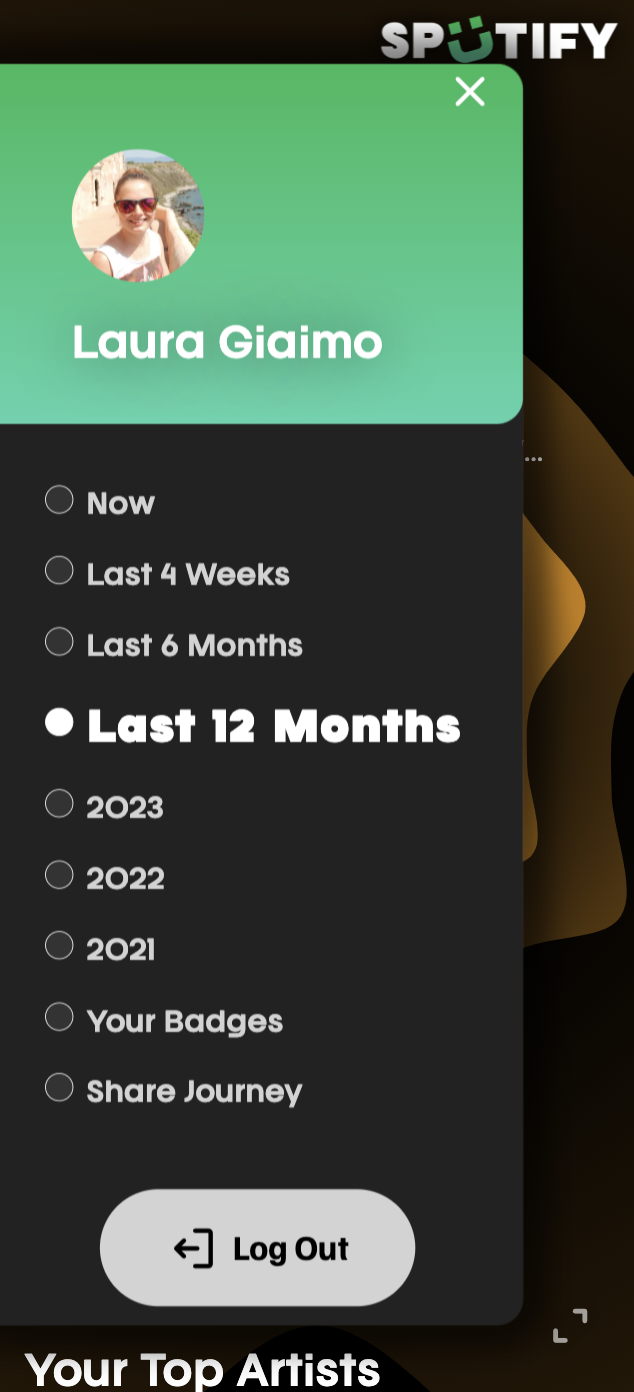 SPÜTIFY
Laura Giaimo
...
Now
Last 4 Weeks
Last 6 Months
Last 12 Months
2023
2022
2021
Your Badges
Share Journey
Log Out
Your Top Artists